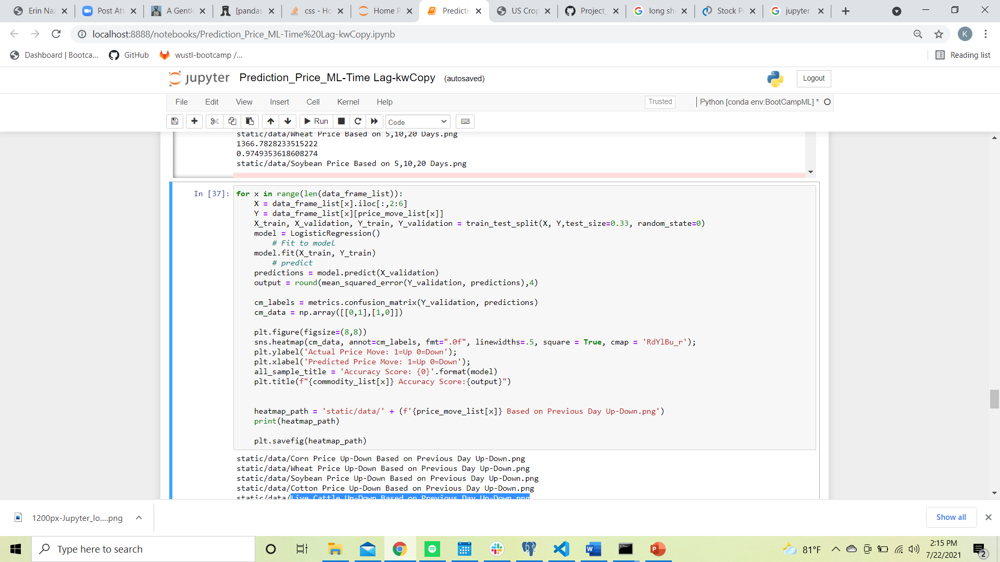 Erin Naz
Post Att
A Gentle
[pandas
css - Ho
Home P
Predicti
US Crop
Project_
long sho
Stock Pr
jupyter
localhost:8888/notebooks/Prediction_Price_ML-Time%20Lag-kwCopy.ipynb
K
Dashboard | Bootca...
GitHub
wustl-bootcamp /...
Reading list
jupyter Prediction_Price_ML-Time Lag-kwCopy (autosaved)
Logout
File Edit View Insert Cell Kernel Help
Trusted
Python [conda env:BootCampML] *
Run
Code
static/data/Wheat Price Based on 5,10,20 Days.png
1366.7828233515222
0.9749353618608274
static/data/Soybean Price Based on 5,10,20 Days.png
In [37]:
for x in range(len(data_frame_list)):
    X = data_frame_list[x].iloc[:,2:6]
    Y = data_frame_list[x][price_move_list[x]]
    X_train, X_validation, Y_train, Y_validation = train_test_split(X, Y,test_size=0.33, random_state=0)
    model = LogisticRegression()
        # Fit to model
    model.fit(X_train, Y_train)
        # predict
    predictions = model.predict(X_validation)
    output = round(mean_squared_error(Y_validation, predictions),4)
    cm_labels = metrics.confusion_matrix(Y_validation, predictions)
    cm_data = np.array([[0,1],[1,0]])
    plt.figure(figsize=(8,8))
    sns.heatmap(cm_data, annot=cm_labels, fmt=".0f", linewidths=.5, square = True, cmap = 'RdYlBu_r');
    plt.ylabel('Actual Price Move: 1=Up 0=Down');
    plt.xlabel('Predicted Price Move: 1=Up 0=Down');
    all_sample_title = 'Accuracy Score: {0}'.format(model)
    plt.title(f"{commodity_list[x]} Accuracy Score:{output}")
    heatmap_path = 'static/data/' + (f'{price_move_list[x]} Based on Previous Day Up-Down.png')
    print(heatmap_path)
    plt.savefig(heatmap_path)
static/data/Corn Price Up-Down Based on Previous Day Up-Down.png
static/data/Wheat Price Up-Down Based on Previous Day Up-Down.png
static/data/Soybean Price Up-Down Based on Previous Day Up-Down.png
static/data/Cotton Price Up-Down Based on Previous Day Up-Down.png
static/data/Live Cattle Up-Down Based on Previous Day Up-Down.png
1200px-Jupyter_lo....png
Show all
Type here to search
81°F
2:15 PM
7/22/2021
2